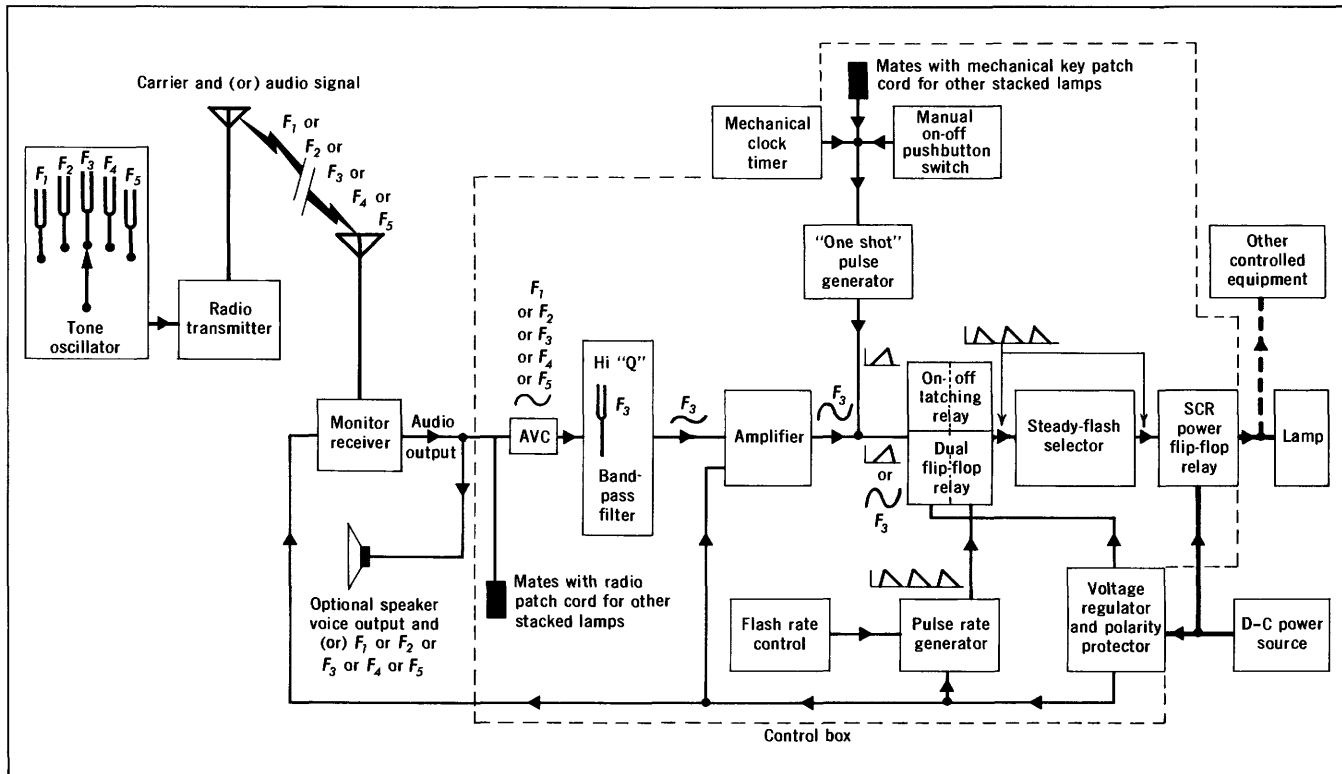 Carrier and (or) audio signal
F1 or
F2 or
F3 or
F4 or
F5
F1
F2
F3
F4
F5
Tone
oscillator
Radio
transmitter
Mates with mechanical key patch
cord for other stacked lamps
Mechanical
clock
timer
Manual
on-off
pushbutton
switch
"One shot"
pulse
generator
Other
controlled
equipment
Monitor
receiver
Audio
output
F1
or F2
or F3
or F4
or F5
AVC
Hi "Q"
F3
Band-
pass
filter
F3
Amplifier
F3
or
F3
On-off
latching
relay
Dual
flip-flop
relay
Steady-flash
selector
SCR
power
flip-flop
relay
Lamp
Optional speaker
voice output and
(or) F1 or F2 or
F3 or F4 or F5
Mates with radio
patch cord for other
stacked lamps
Flash rate
control
Pulse rate
generator
Voltage
regulator
and polarity
protector
D-C power
source
Control box